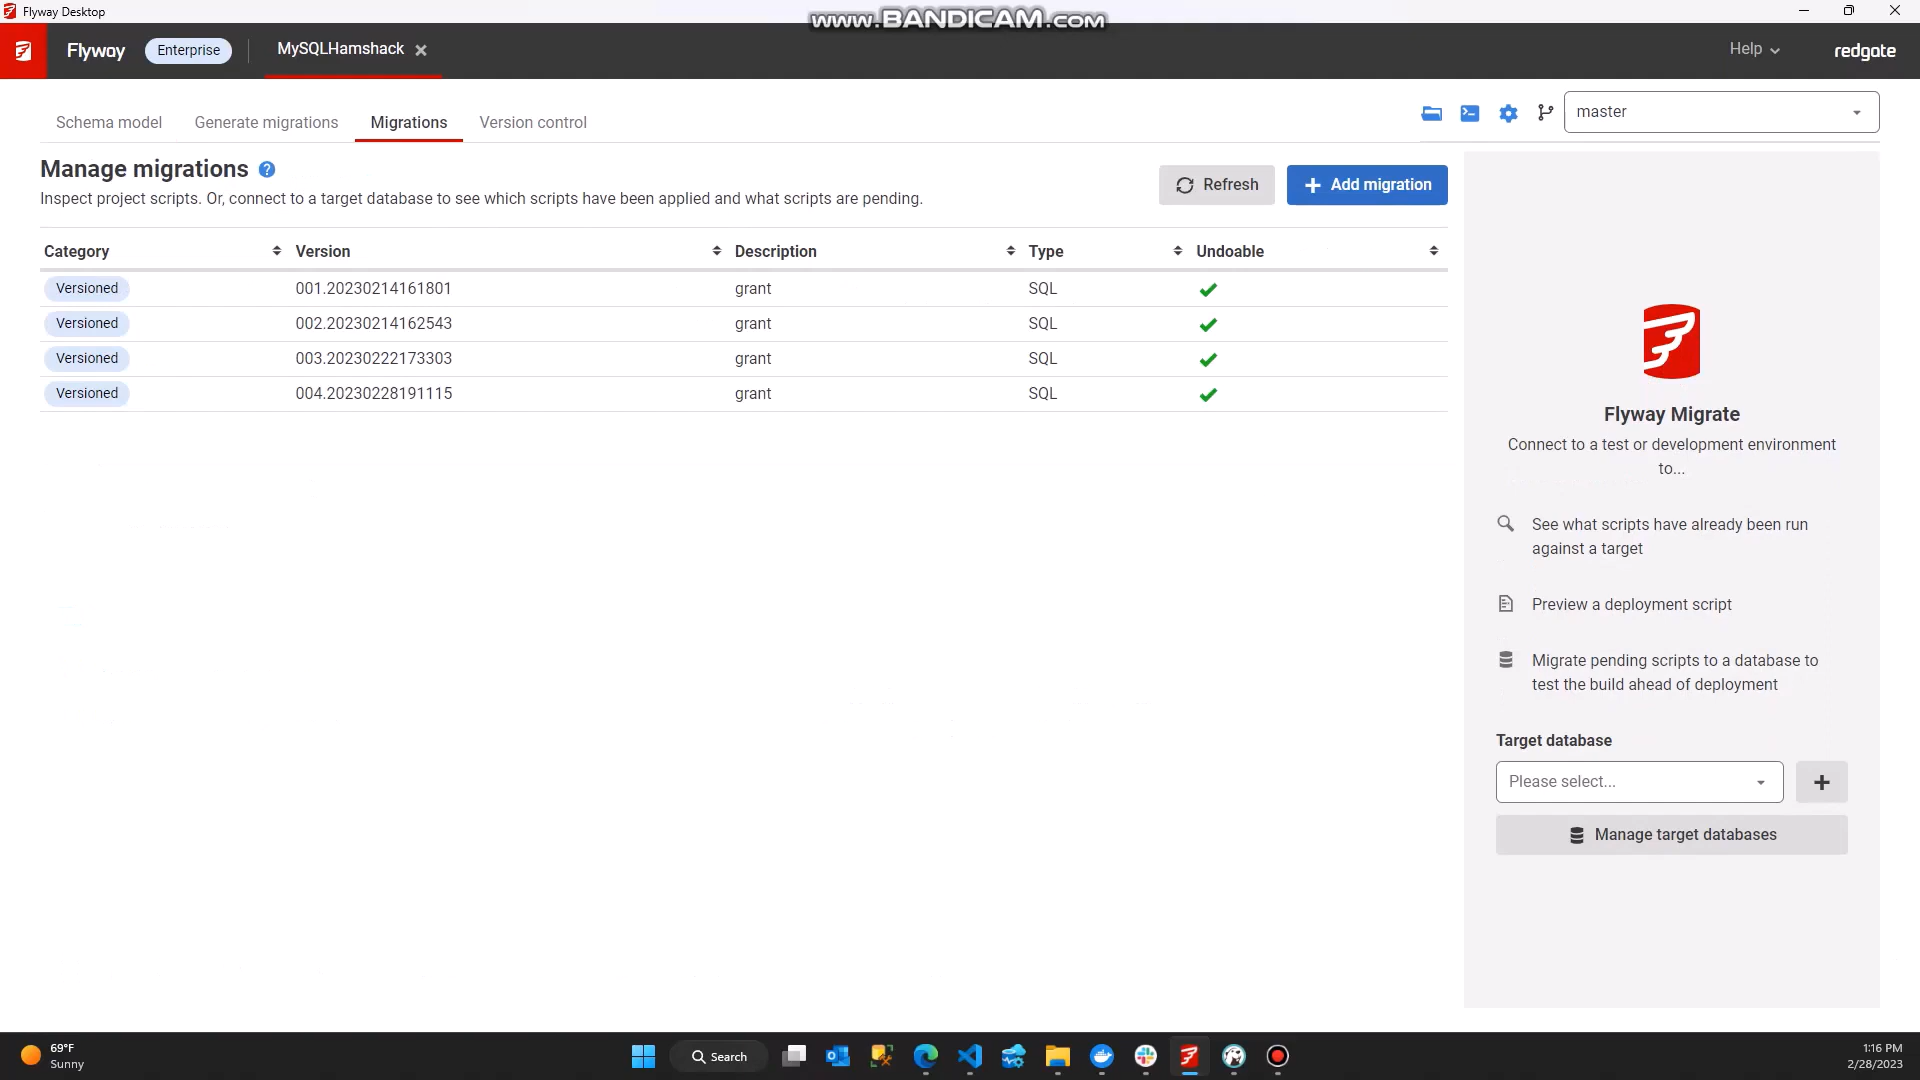 Flyway Desktop
www.BANDICAM.com
Flyway
Enterprise
MySQLHamshack
Help
redgate
Schema model
Generate migrations
Migrations
Version control
master
Manage migrations
Inspect project scripts. Or, connect to a target database to see which scripts have been applied and what scripts are pending.
Refresh
Add migration
Category Version Description Type Undoable
Versioned 001.20230214161801 grant SQL
Versioned 002.20230214162543 grant SQL
Versioned 003.20230222173303 grant SQL
Versioned 004.20230228191115 grant SQL
Flyway Migrate
Connect to a test or development environment
to...
See what scripts have already been run
against a target
Preview a deployment script
Migrate pending scripts to a database to
test the build ahead of deployment
Target database
Please select...
Manage target databases
69°F
Sunny
Search
1:16 PM
2/28/2023